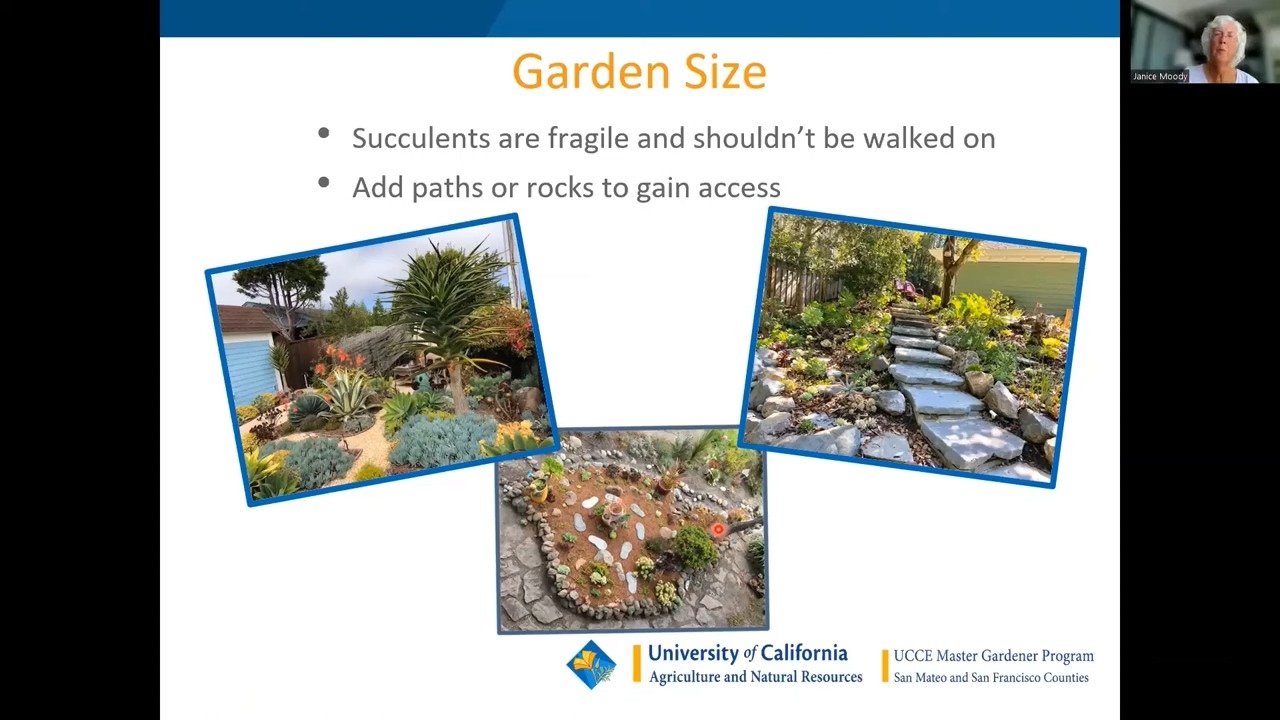 Garden Size
• Succulents are fragile and shouldn’t be walked on
• Add paths or rocks to gain access
Janice Moody
University of California
Agriculture and Natural Resources
UCCE Master Gardener Program
San Mateo and San Francisco Counties